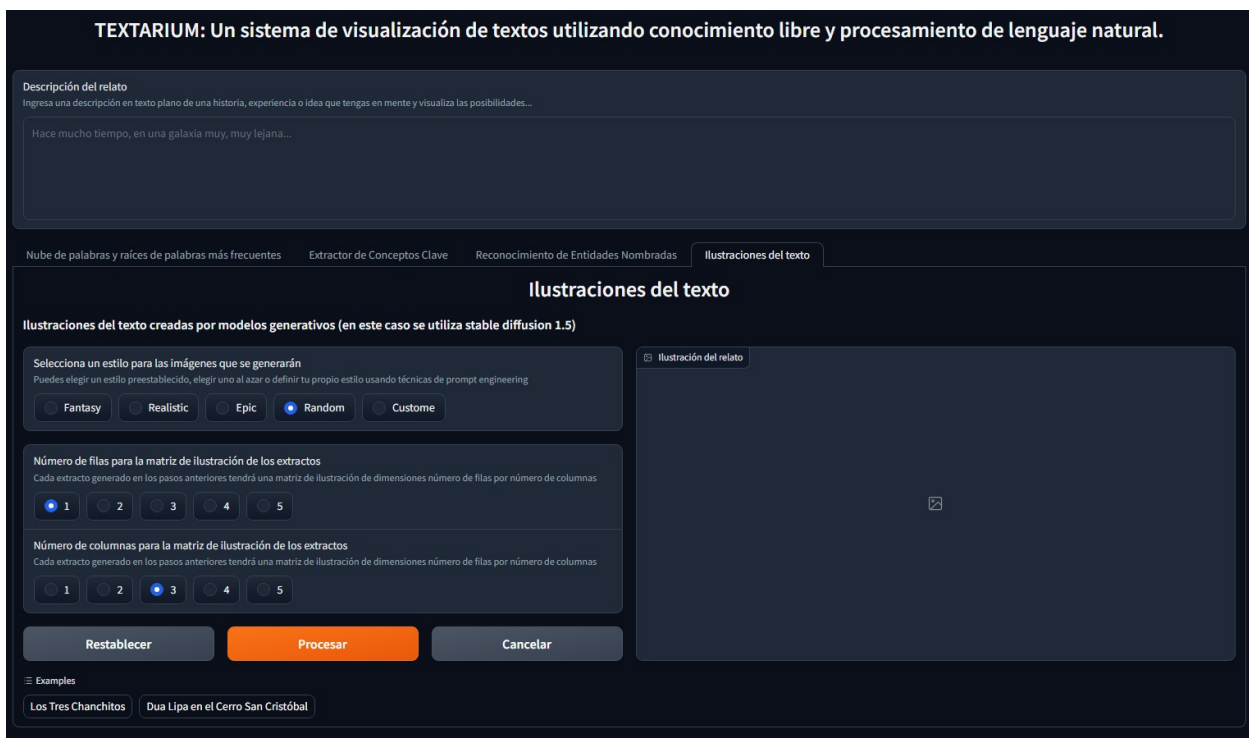 TEXTARIUM: Un sistema de visualización de textos utilizando conocimiento libre y procesamiento de lenguaje natural.
Descripción del relato
Ingresa una descripción en texto plano de una historia, experiencia o idea que tengas en mente y visualiza las posibilidades...
Hace mucho tiempo, en una galaxia muy, muy lejana...
Nube de palabras y raíces de palabras más frecuentes
Extractor de Conceptos Clave
Reconocimiento de Entidades Nombradas
Ilustraciones del texto
Ilustraciones del texto
Ilustraciones del texto creadas por modelos generativos (en este caso se utiliza stable diffusion 1.5)
Selecciona un estilo para las imágenes que se generarán
Puedes elegir un estilo preestablecido, elegir uno al azar o definir tu propio estilo usando técnicas de prompt engineering
Fantasy
Realistic
Epic
Random
Custome
Número de filas para la matriz de ilustración de los extractos
Cada extracto generado en los pasos anteriores tendrá una matriz de ilustración de dimensiones número de filas por número de columnas
1
2
3
4
5
Número de columnas para la matriz de ilustración de los extractos
Cada extracto generado en los pasos anteriores tendrá una matriz de ilustración de dimensiones número de filas por número de columnas
1
2
3
4
5
Restablecer
Procesar
Cancelar
Ilustración del relato
Examples
Los Tres Chanchitos
Dua Lipa en el Cerro San Cristóbal